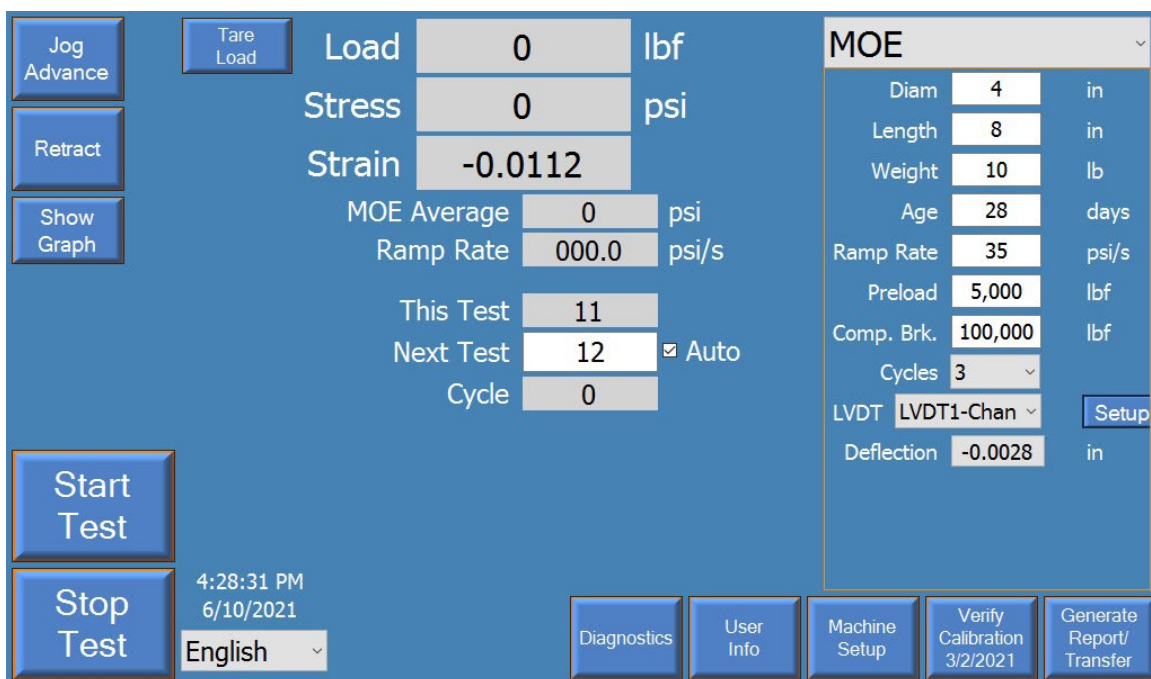 Jog
Advance
Retract
Show
Graph
Tare
Load
Load 0 lbf
Stress 0 psi
Strain -0.0112
MOE Average 0 psi
Ramp Rate 000.0 psi/s
This Test 11
Next Test 12 Auto
Cycle 0
MOE
Diam 4 in
Length 8 in
Weight 10 lb
Age 28 days
Ramp Rate 35 psi/s
Preload 5,000 lbf
Comp. Brk. 100,000 lbf
Cycles 3
LVDT LVDT1-Chan Setup
Deflection -0.0028 in
Start
Test
Stop
Test
4:28:31 PM
6/10/2021
English
Diagnostics
User
Info
Machine
Setup
Verify
Calibration
3/2/2021
Generate
Report/
Transfer